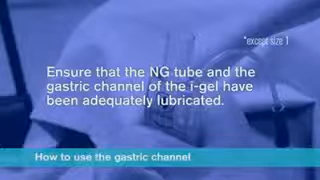 *except size 1
Ensure that the NG tube and the
gastric channel of the i-gel have
been adequately lubricated.
How to use the gastric channel